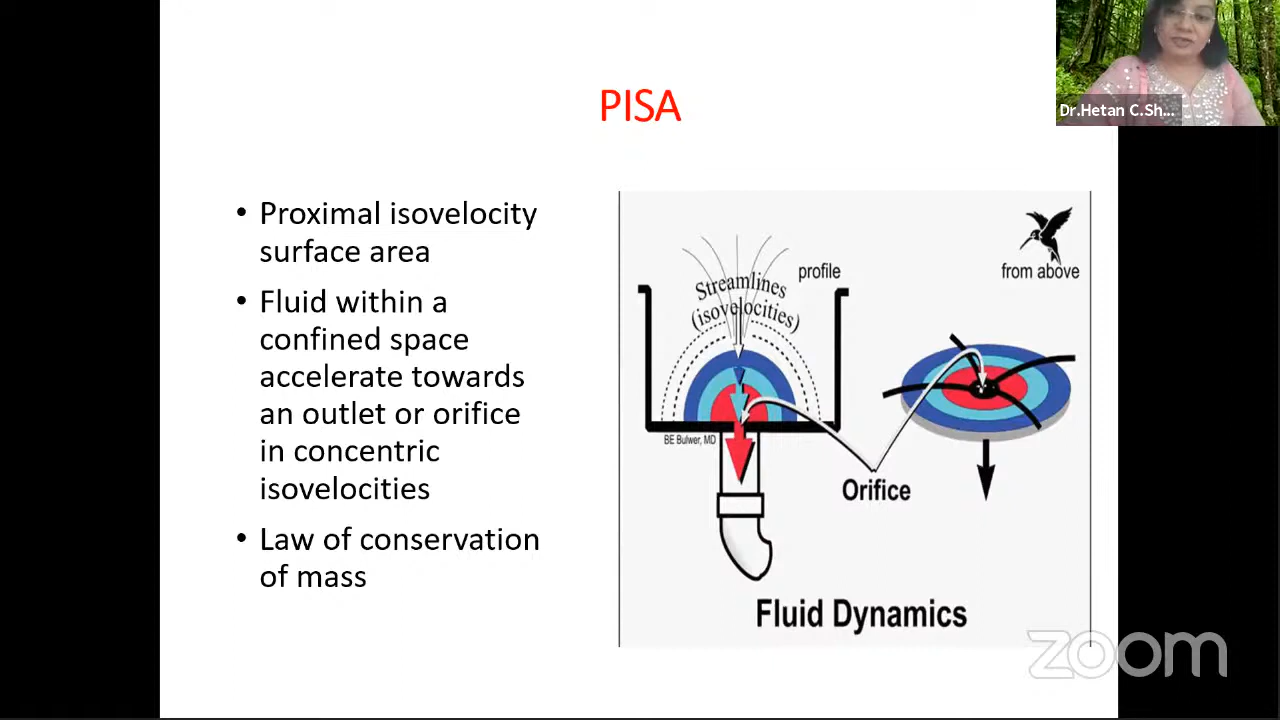 PISA
• Proximal isovelocity
surface area
• Fluid within a
confined space
accelerate towards
an outlet or orifice
in concentric
isovelocities
• Law of conservation
of mass
profile
Streamlines
(isovelocities)
BE Bulwer, MD
from above
Orifice
Fluid Dynamics
Dr.Hetan C.Sh...
zoom